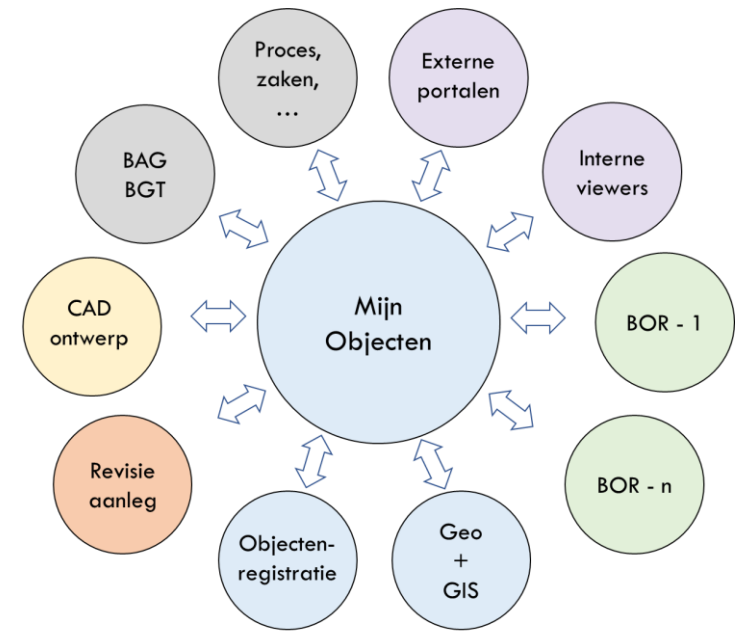 Proces,
zaken,
...
Externe
portalen
BAG
BGT
Interne
viewers
CAD
ontwerp
Mijn
Objecten
BOR - 1
Revisie
aanleg
BOR - n
Objecten-
registratie
Geo
+
GIS